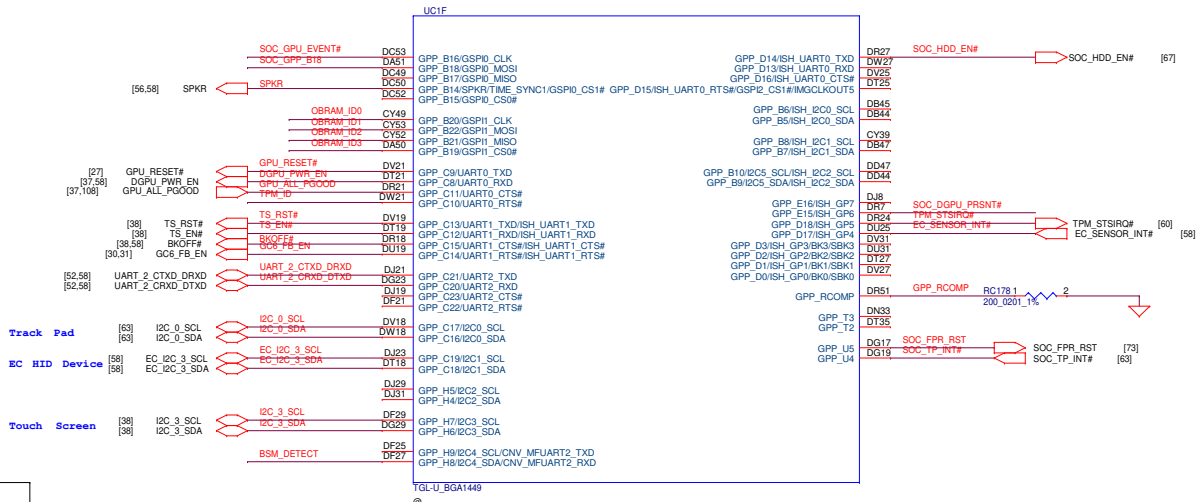 UC1F
SOC_GPU_EVENT# DC53 GPP_B16/GSPI0_CLK GPP_D14/ISH_UART0_TXD DR27 SOC_HDD_EN# SOC_HDD_EN# [67]
SOC_GPP_B18 DA51 GPP_B18/GSPI0_MOSI GPP_D13/ISH_UART0_RXD DW27
DC49 GPP_B17/GSPI0_MISO GPP_D16/ISH_UART0_CTS# DV25
[56,58] SPKR SPKR DC50 GPP_B14/SPKR/TIME_SYNC1/GSPI0_CS1# GPP_D15/ISH_UART0_RTS#/GSPI2_CS1#/IMGCLKOUT5 DT25
DC52 GPP_B15/GSPI0_CS0#
GPP_B6/ISH_I2C0_SCL DB45
OBRAM_ID0 CY49 GPP_B20/GSPI1_CLK GPP_B5/ISH_I2C0_SDA DB44
OBRAM_ID1 CY53 GPP_B22/GSPI1_MOSI
OBRAM_ID2 CY52 GPP_B21/GSPI1_MISO GPP_B8/ISH_I2C1_SCL CY39
OBRAM_ID3 DA50 GPP_B19/GSPI1_CS0# GPP_B7/ISH_I2C1_SDA DB47
[27] GPU_RESET# GPU_RESET# DV21 GPP_C9/UART0_TXD GPP_B10/I2C5_SCL/ISH_I2C2_SCL DD47
[37,58] DGPU_PWR_EN DGPU_PWR_EN DT21 GPP_C8/UART0_RXD GPP_B9/I2C5_SDA/ISH_I2C2_SDA DD44
[37,108] GPU_ALL_PGOOD GPU_ALL_PGOOD DR21 GPP_C11/UART0_CTS#
TPM_ID DW21 GPP_C10/UART0_RTS# GPP_E16/ISH_GP7 DJ8
GPP_E15/ISH_GP6 DR7 SOC_DGPU_PRSNT#
[38] TS_RST# TS_RST# DV19 GPP_C13/UART1_TXD/ISH_UART1_TXD GPP_D18/ISH_GP5 DR24 TPM_STSIRQ# TPM_STSIRQ# [60]
[38] TS_EN# TS_EN# DT19 GPP_C12/UART1_RXD/ISH_UART1_RXD GPP_D17/ISH_GP4 DU25 EC_SENSOR_INT# EC_SENSOR_INT# [58]
[38,58] BKOFF# BKOFF# DR18 GPP_C15/UART1_CTS#/ISH_UART1_CTS# GPP_D3/ISH_GP3/BK3/SBK3 DV31
[30,31] GC6_FB_EN GC6_FB_EN DU19 GPP_C14/UART1_RTS#/ISH_UART1_RTS# GPP_D2/ISH_GP2/BK2/SBK2 DU31
GPP_D1/ISH_GP1/BK1/SBK1 DT27
[52,58] UART_2_CTXD_DRXD UART_2_CTXD_DRXD DJ21 GPP_C21/UART2_TXD GPP_D0/ISH_GP0/BK0/SBK0 DV27
[52,58] UART_2_CRXD_DTXD UART_2_CRXD_DTXD DG23 GPP_C20/UART2_RXD
DJ19 GPP_C23/UART2_CTS# GPP_RCOMP DR51 GPP_RCOMP RC178 1 2
DF21 GPP_C22/UART2_RTS# 200_0201_1%
GPP_T3 DN33
Track Pad [63] I2C_0_SCL I2C_0_SCL DV18 GPP_C17/I2C0_SCL GPP_T2 DT35
[63] I2C_0_SDA I2C_0_SDA DW18 GPP_C16/I2C0_SDA
GPP_U5 DG17 SOC_FPR_RST SOC_FPR_RST [73]
EC HID Device [58] EC_I2C_3_SCL EC_I2C_3_SCL DJ23 GPP_C19/I2C1_SCL GPP_U4 DG19 SOC_TP_INT# SOC_TP_INT# [63]
[58] EC_I2C_3_SDA EC_I2C_3_SDA DT18 GPP_C18/I2C1_SDA
DJ29 GPP_H5/I2C2_SCL
DJ31 GPP_H4/I2C2_SDA
Touch Screen [38] I2C_3_SCL I2C_3_SCL DF29 GPP_H7/I2C3_SCL
[38] I2C_3_SDA I2C_3_SDA DG29 GPP_H6/I2C3_SDA
DF25 GPP_H9/I2C4_SCL/CNV_MFUART2_TXD
BSM_DETECT DF27 GPP_H8/I2C4_SDA/CNV_MFUART2_RXD
TGL-U_BGA1449
@